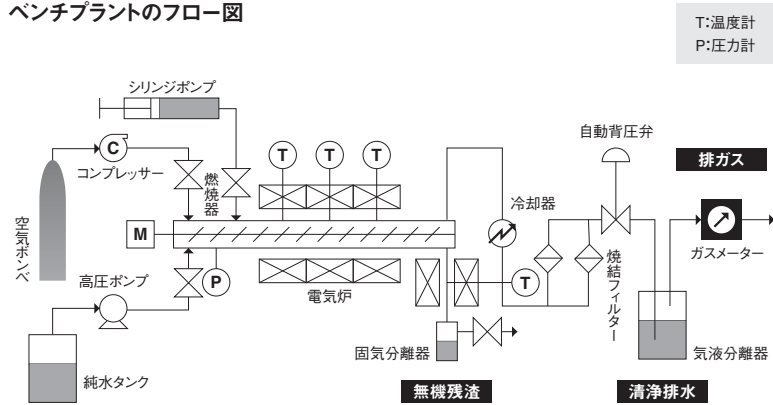 ベンチプラントのフロー図
T:温度計
P:圧力計
シリンジポンプ
自動背圧弁
排ガス
C
コンプレッサー
T
T
T
燃焼器
冷却器
空気ボンベ
M
ガスメーター
高圧ポンプ
P
電気炉
T
焼結フィルター
固気分離器
気液分離器
純水タンク
無機残渣
清浄排水